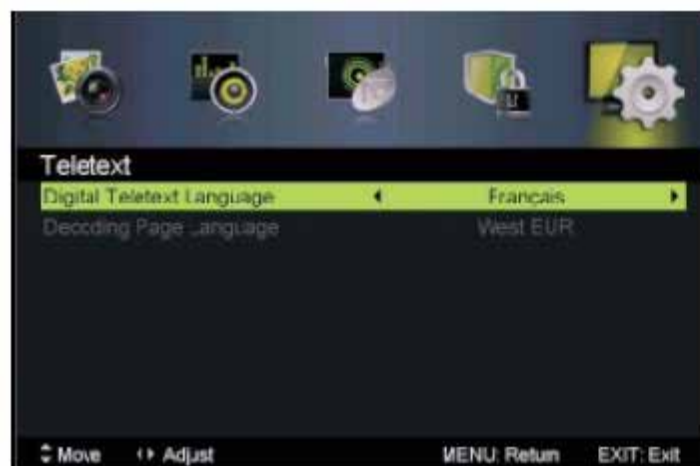 Teletext
Digital Teletext Language Français
Decoding Page Language West EUR
Move Adjust MENU: Return EXIT: Exit